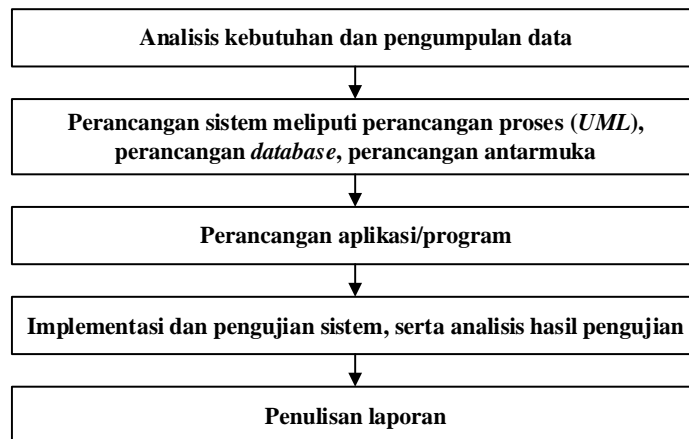 Analisis kebutuhan dan pengumpulan data
Perancangan sistem meliputi perancangan proses (UML),
perancangan database, perancangan antarmuka
Perancangan aplikasi/program
Implementasi dan pengujian sistem, serta analisis hasil pengujian
Penulisan laporan